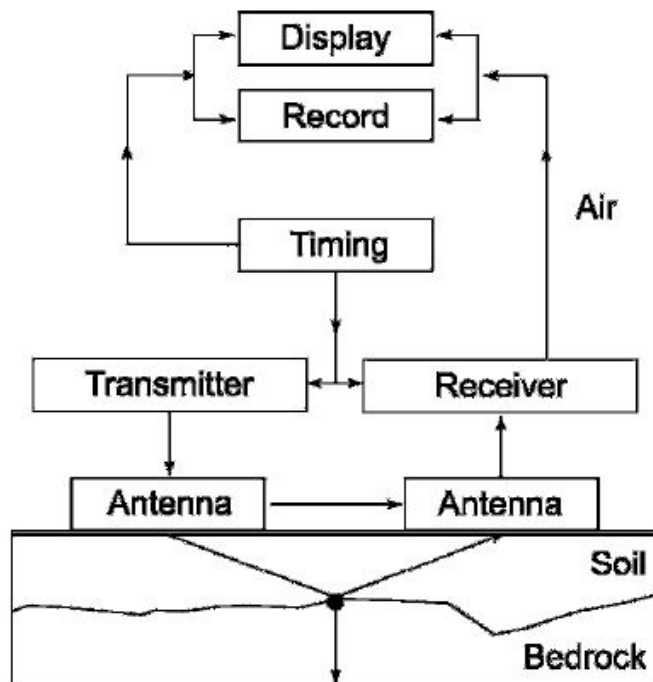 Display
Record
Air
Timing
Transmitter
Receiver
Antenna
Antenna
Soil
Bedrock